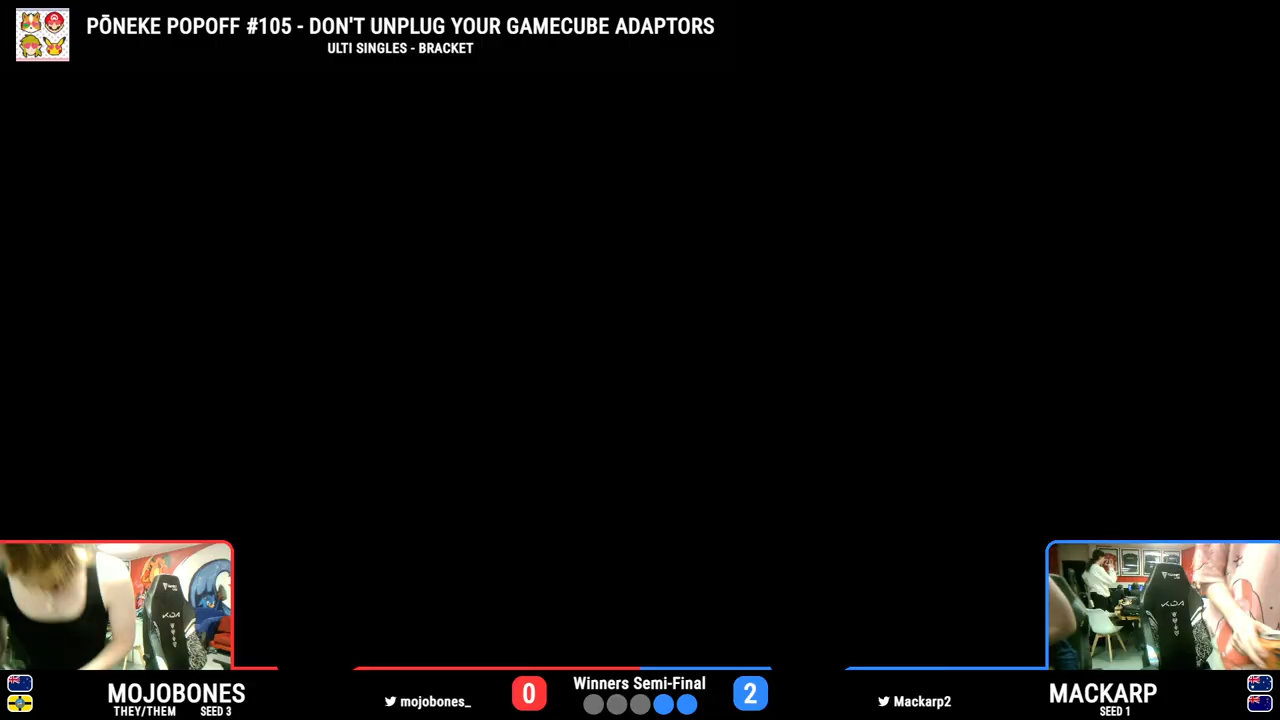 PŌNEKE POPOFF #105 - DON'T UNPLUG YOUR GAMECUBE ADAPTORS
ULTI SINGLES - BRACKET
MOJOBONES
THEY/THEM SEED 3
mojobones_
0
Winners Semi-Final
2
Mackarp2
MACKARP
SEED 1